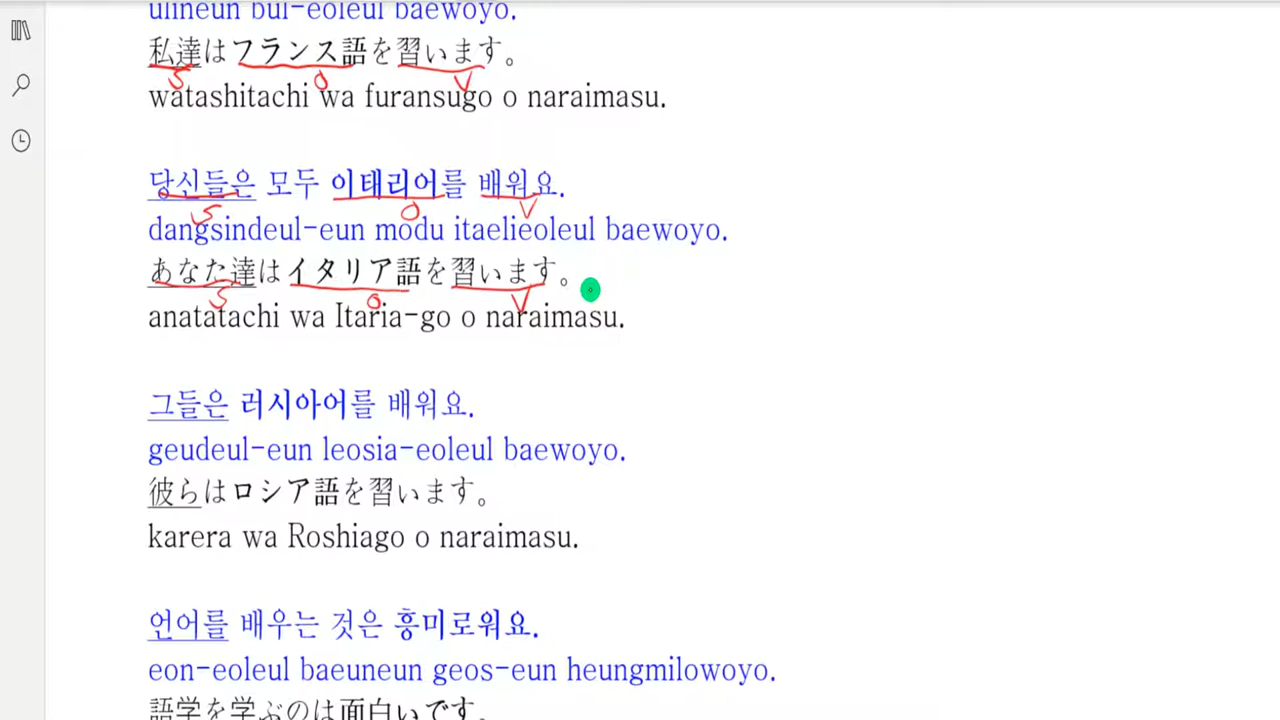 ulineun bul-eoleul baewoyo.
私達はフランス語を習います。
S O V
watashitachi wa furansugo o naraimasu.
당신들은 모두 이태리어를 배워요.
S O V
dangsindeul-eun modu itaelieoleul baewoyo.
あなた達はイタリア語を習います。
S O V
anatatachi wa Itaria-go o naraimasu.
그들은 러시아어를 배워요.
geudeul-eun leosia-eoleul baewoyo.
彼らはロシア語を習います。
karera wa Roshiago o naraimasu.
언어를 배우는 것은 흥미로워요.
eon-eoleul baeuneun geos-eun heungmilowoyo.
語学を学ぶのは面白いです。